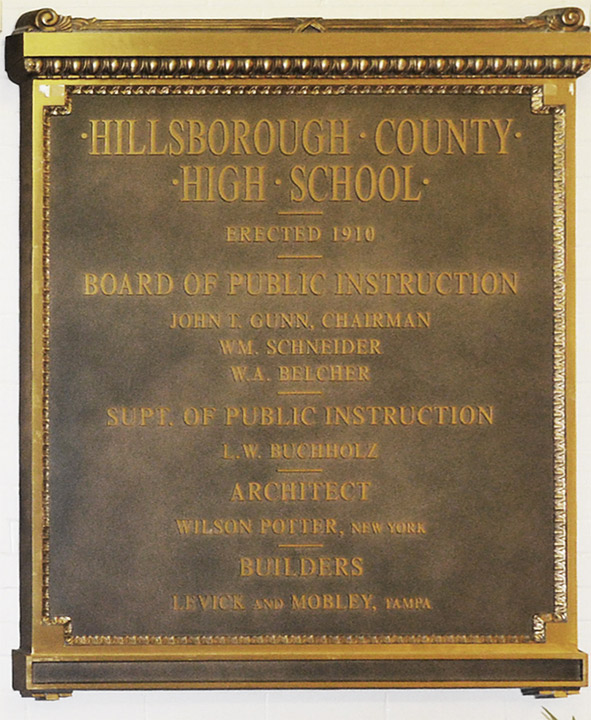 ·HILLSBOROUGH·COUNTY·
·HIGH·SCHOOL·
ERECTED 1910
BOARD OF PUBLIC INSTRUCTION
JOHN T. GUNN, CHAIRMAN
WM. SCHNEIDER
W.A. BELCHER
SUPT. OF PUBLIC INSTRUCTION
L.W. BUCHHOLZ
ARCHITECT
WILSON POTTER, NEW YORK
BUILDERS
LEVICK AND MOBLEY, TAMPA